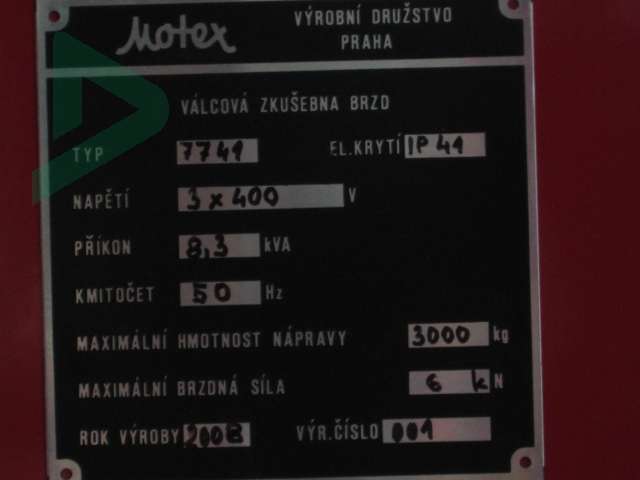 Motex
VÝROBNÍ DRUŽSTVO
PRAHA
VÁLCOVÁ ZKUŠEBNA BRZD
TYP 7741 EL.KRYTÍ IP 41
NAPĚTÍ 3 x 400 V
PŘÍKON 8,3 kVA
KMITOČET 50 Hz
MAXIMÁLNÍ HMOTNOST NÁPRAVY 3000 kg
MAXIMÁLNÍ BRZDNÁ SÍLA 6 k N
ROK VÝROBY 2008 VÝR.ČÍSLO 001